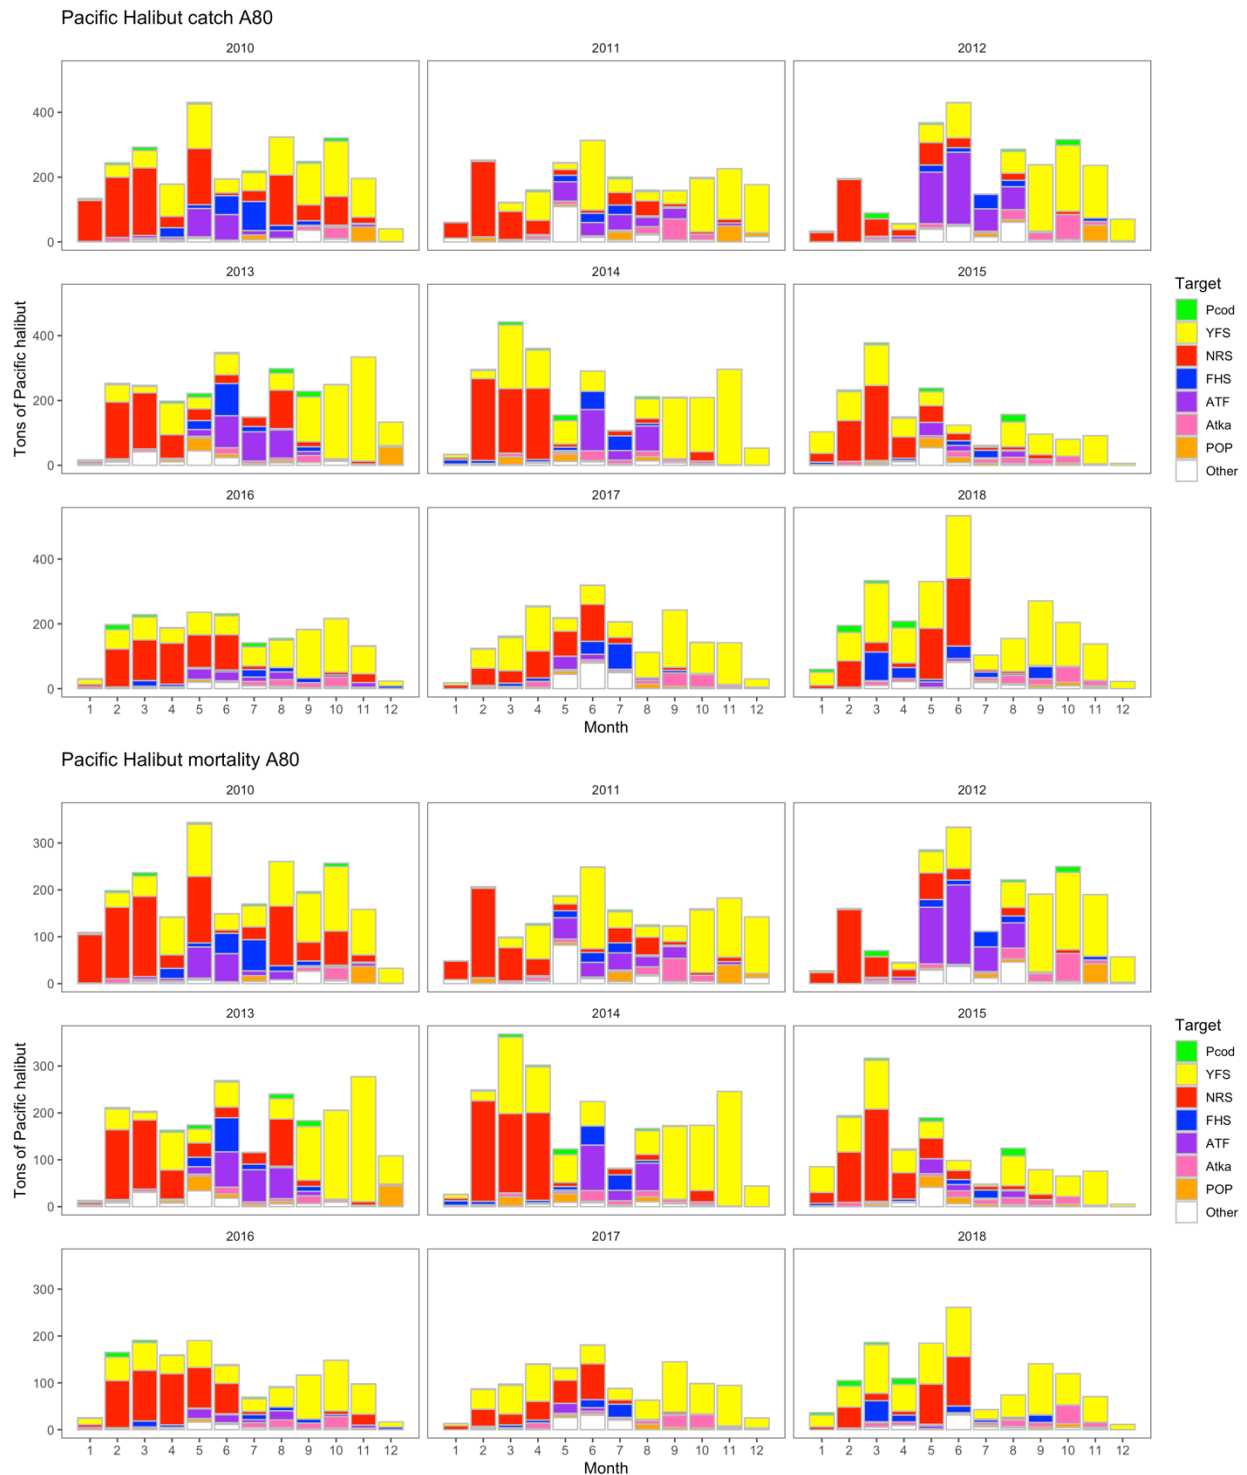 Pacific Halibut catch A80
2010 2011 2012
400
200
0
2013 2014 2015
400
200
0
2016 2017 2018
400
200
0
1 2 3 4 5 6 7 8 9 10 11 12 1 2 3 4 5 6 7 8 9 10 11 12 1 2 3 4 5 6 7 8 9 10 11 12
Month
Tons of Pacific halibut
Target
Pcod
YFS
NRS
FHS
ATF
Atka
POP
Other
Pacific Halibut mortality A80
2010 2011 2012
300
200
100
0
2013 2014 2015
300
200
100
0
2016 2017 2018
300
200
100
0
1 2 3 4 5 6 7 8 9 10 11 12 1 2 3 4 5 6 7 8 9 10 11 12 1 2 3 4 5 6 7 8 9 10 11 12
Month
Tons of Pacific halibut
Target
Pcod
YFS
NRS
FHS
ATF
Atka
POP
Other